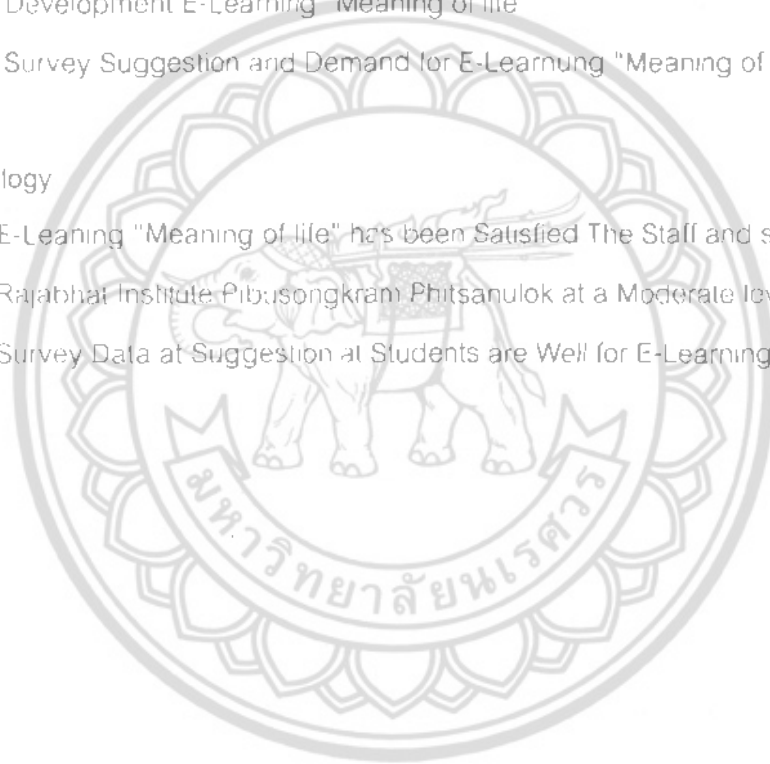 Development E-Learning "Meaning of life
Survey Suggestion and Demand for E-Learnung "Meaning of
logy
E-Leaning "Meaning of life" has been Satisfied The Staff and s
Rajabhat Institute Pibusongkram Phitsanulok at a Moderate lev
Survey Data at Suggestion at Students are Well for E-Learning
มหาวิทยาลัยนเรศวร